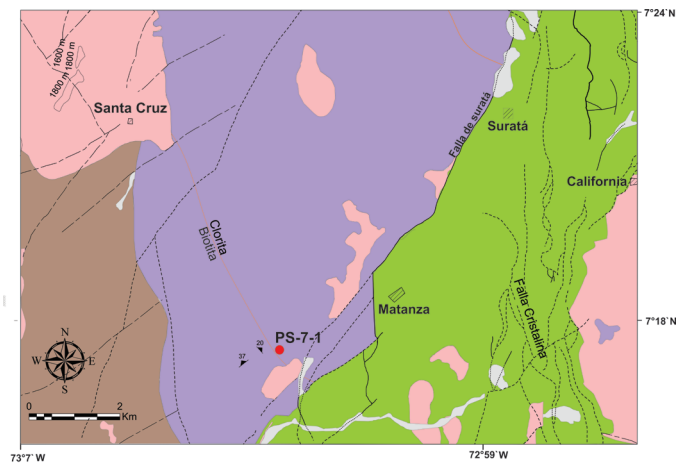 7°24´N
1600 m
1800 m
1800 m
Santa Cruz
Falla de suratá
Suratá
California
Clorita
Biotita
Matanza
Falla Cristalina
7°18´N
PS-7-1
20
37
N
W E
S
0 2
Km
73°7´ W
72°59´W